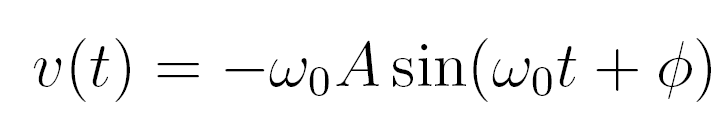 v(t) = −ω₀A sin(ω₀t + ϕ)